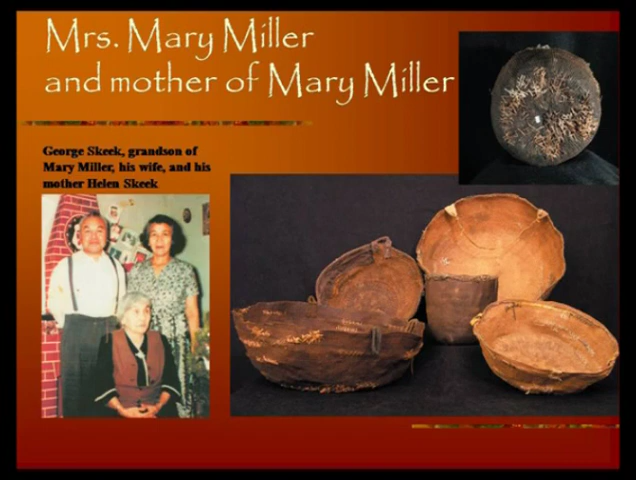 Mrs. Mary Miller
and mother of Mary Miller
George Skeek, grandson of
Mary Miller, his wife, and his
mother Helen Skeek